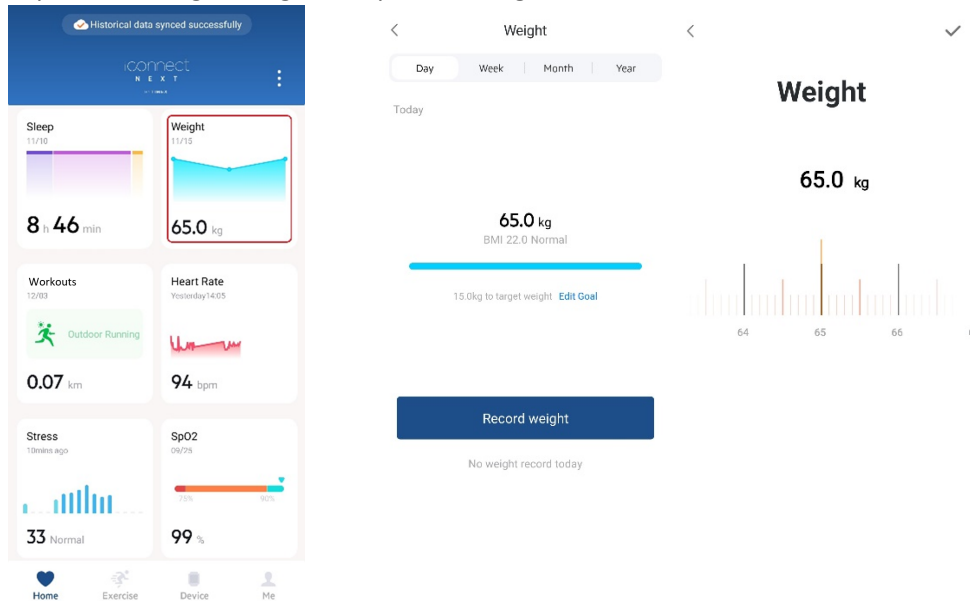 Historical data synced successfully
iconnect
NEXT
Sleep
11/10
8 h 46 min
Weight
11/15
65.0 kg
Workouts
12/03
Outdoor Running
0.07 km
Heart Rate
Yesterday14:05
94 bpm
Stress
10mins ago
33 Normal
SpO2
09/25
75%
90%
99 %
Home
Exercise
Device
Me
Weight
Day
Week
Month
Year
Today
65.0 kg
BMI 22.0 Normal
15.0kg to target weight Edit Goal
Record weight
No weight record today
Weight
65.0 kg
64
65
66